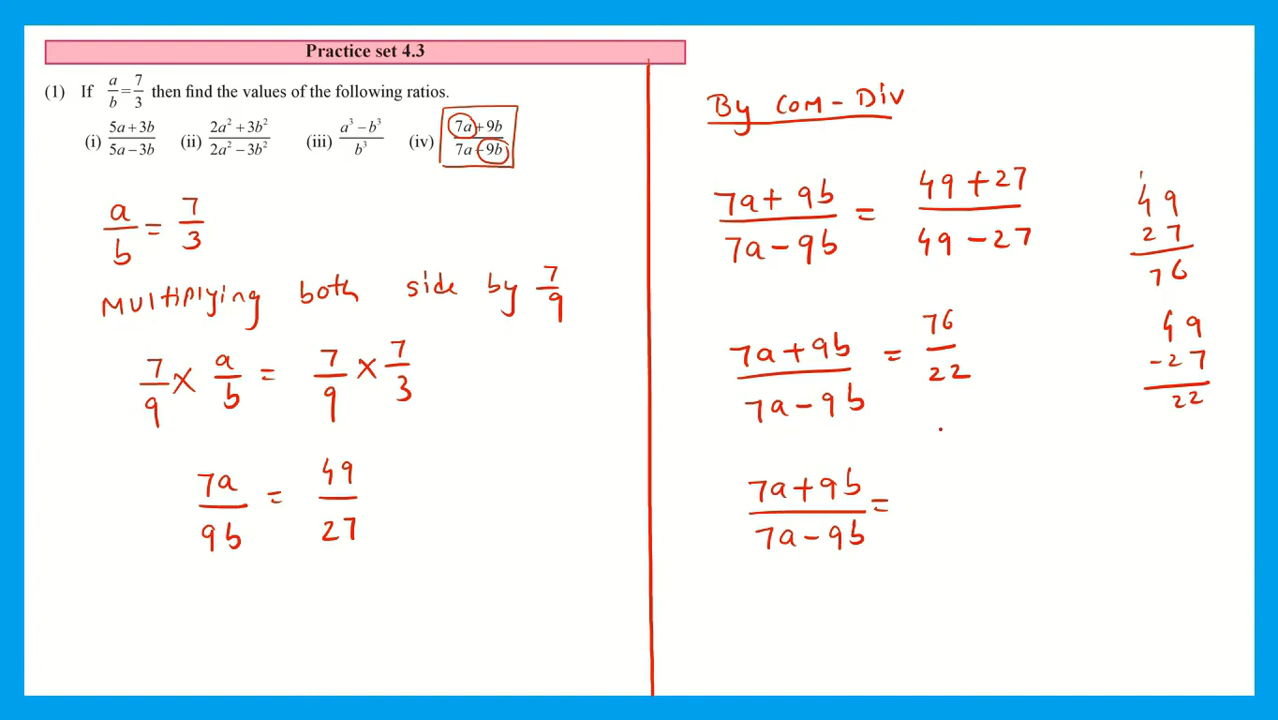 Practice set 4.3
(1) If a/b = 7/3 then find the values of the following ratios.
(i) (5a + 3b)/(5a − 3b) (ii) (2a² + 3b²)/(2a² − 3b²) (iii) (a³ − b³)/b³ (iv) (7a + 9b)/(7a − 9b)
a/b = 7/3
Multiplying both side by 7/9
7/9 × a/b = 7/9 × 7/3
7a/9b = 49/27
By Com - Div
(7a + 9b)/(7a − 9b) = (49 + 27)/(49 − 27)
1
49
27
76
(7a + 9b)/(7a − 9b) = 76/22
49
-27
22
(7a + 9b)/(7a − 9b) =